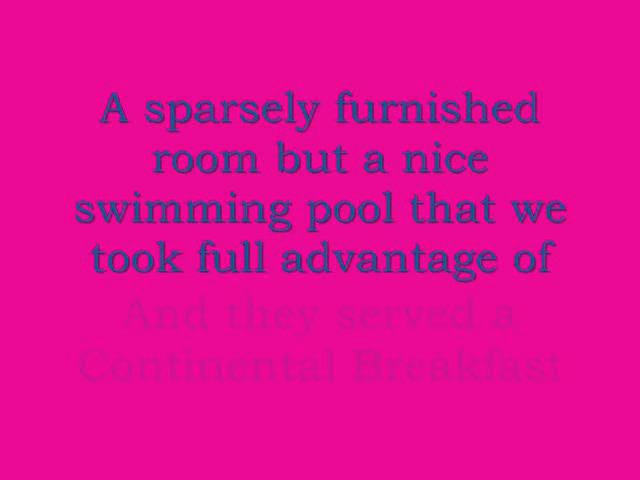 A sparsely furnished
room but a nice
swimming pool that we
took full advantage of
And they served a
Continental Breakfast